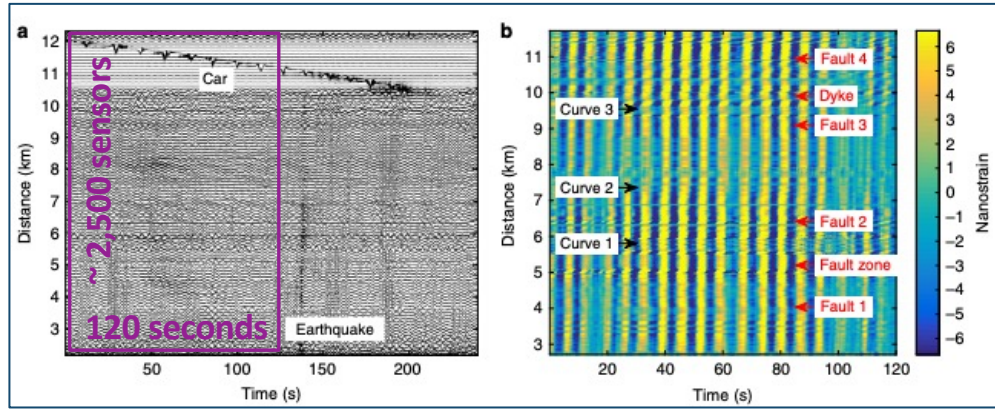 a
12
11
10
9
8
7
6
5
4
3
Distance (km)
Car
~ 2,500 sensors
120 seconds
Earthquake
50
100
150
200
Time (s)
b
11
10
9
8
7
6
5
4
3
Distance (km)
Fault 4
Dyke
Curve 3
Fault 3
Curve 2
Fault 2
Curve 1
Fault zone
Fault 1
0
20
40
60
80
100
120
Time (s)
6
5
4
3
2
1
0
−1
−2
−3
−4
−5
−6
Nanostrain